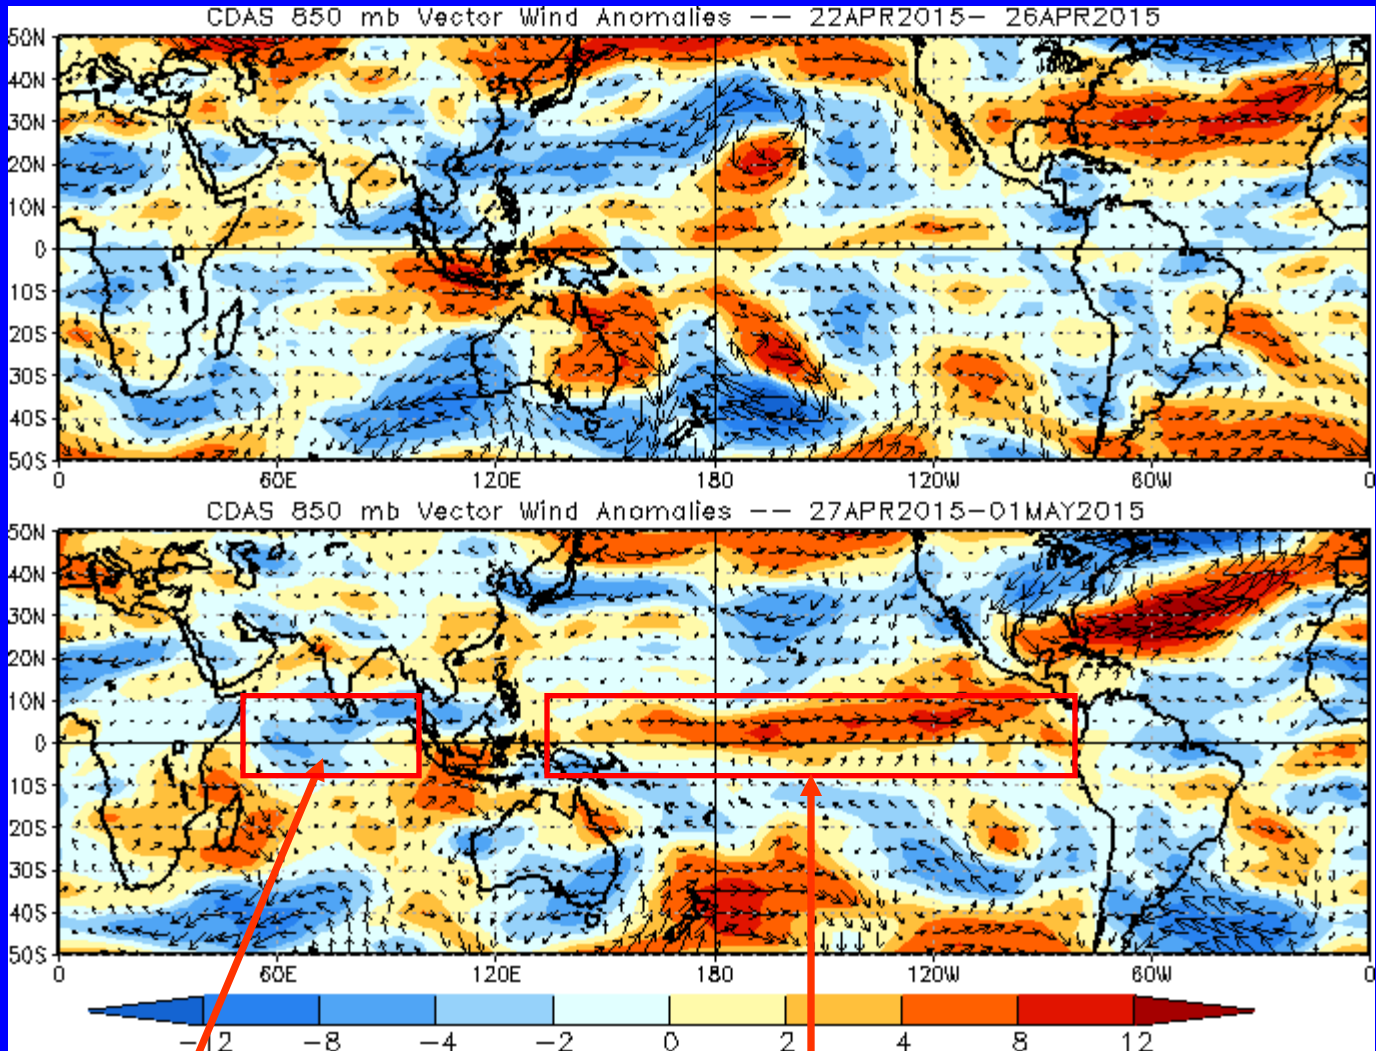 CDAS 850 mb Vector Wind Anomalies -- 22APR2015- 26APR2015
50N
40N
30N
20N
10N
0
10S
20S
30S
40S
50S
0 60E 120E 180 120W 60W 0
CDAS 850 mb Vector Wind Anomalies -- 27APR2015-01MAY2015
50N
40N
30N
20N
10N
0
10S
20S
30S
40S
50S
0 60E 120E 180 120W 60W 0
-12 -8 -4 -2 0 2 4 8 12